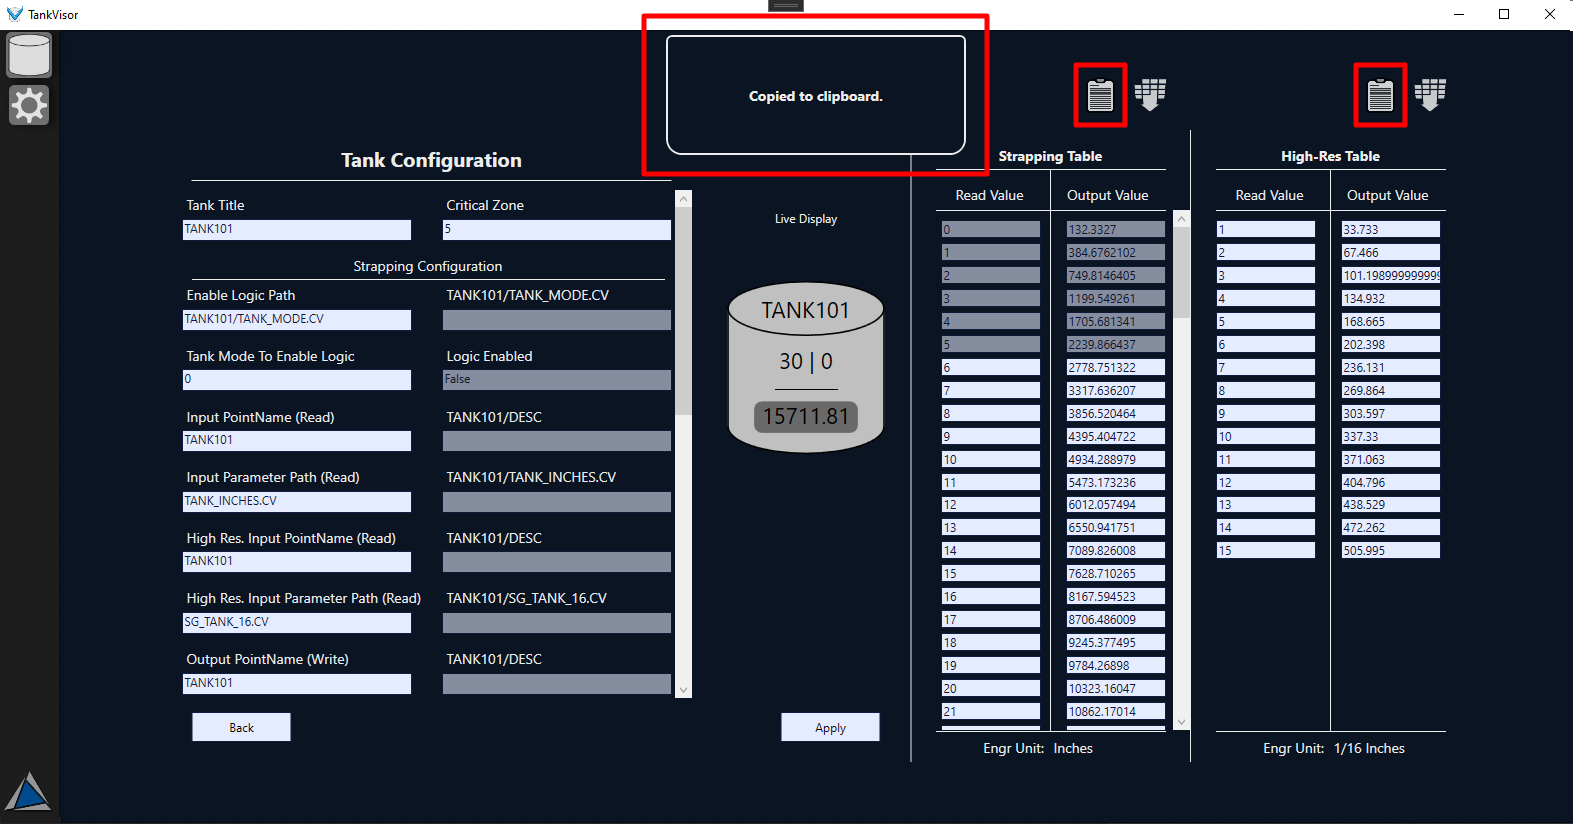 TankVisor
Copied to clipboard.
Tank Configuration
Tank Title
Critical Zone
TANK101
5
Strapping Configuration
Enable Logic Path
TANK101/TANK_MODE.CV
TANK101/TANK_MODE.CV
Tank Mode To Enable Logic
Logic Enabled
0
False
Input PointName (Read)
TANK101/DESC
TANK101
Input Parameter Path (Read)
TANK101/TANK_INCHES.CV
TANK_INCHES.CV
High Res. Input PointName (Read)
TANK101/DESC
TANK101
High Res. Input Parameter Path (Read)
TANK101/SG_TANK_16.CV
SG_TANK_16.CV
Output PointName (Write)
TANK101/DESC
TANK101
Back
Apply
Live Display
TANK101
30 | 0
15711.81
Strapping Table
Read Value Output Value
0 132.3327
1 384.6762102
2 749.8146405
3 1199.549261
4 1705.681341
5 2239.866437
6 2778.751322
7 3317.636207
8 3856.520464
9 4395.404722
10 4934.288979
11 5473.173236
12 6012.057494
13 6550.941751
14 7089.826008
15 7628.710265
16 8167.594523
17 8706.486009
18 9245.377495
19 9784.26898
20 10323.16047
21 10862.17014
Engr Unit: Inches
High-Res Table
Read Value Output Value
1 33.733
2 67.466
3 101.198999999999
4 134.932
5 168.665
6 202.398
7 236.131
8 269.864
9 303.597
10 337.33
11 371.063
12 404.796
13 438.529
14 472.262
15 505.995
Engr Unit: 1/16 Inches